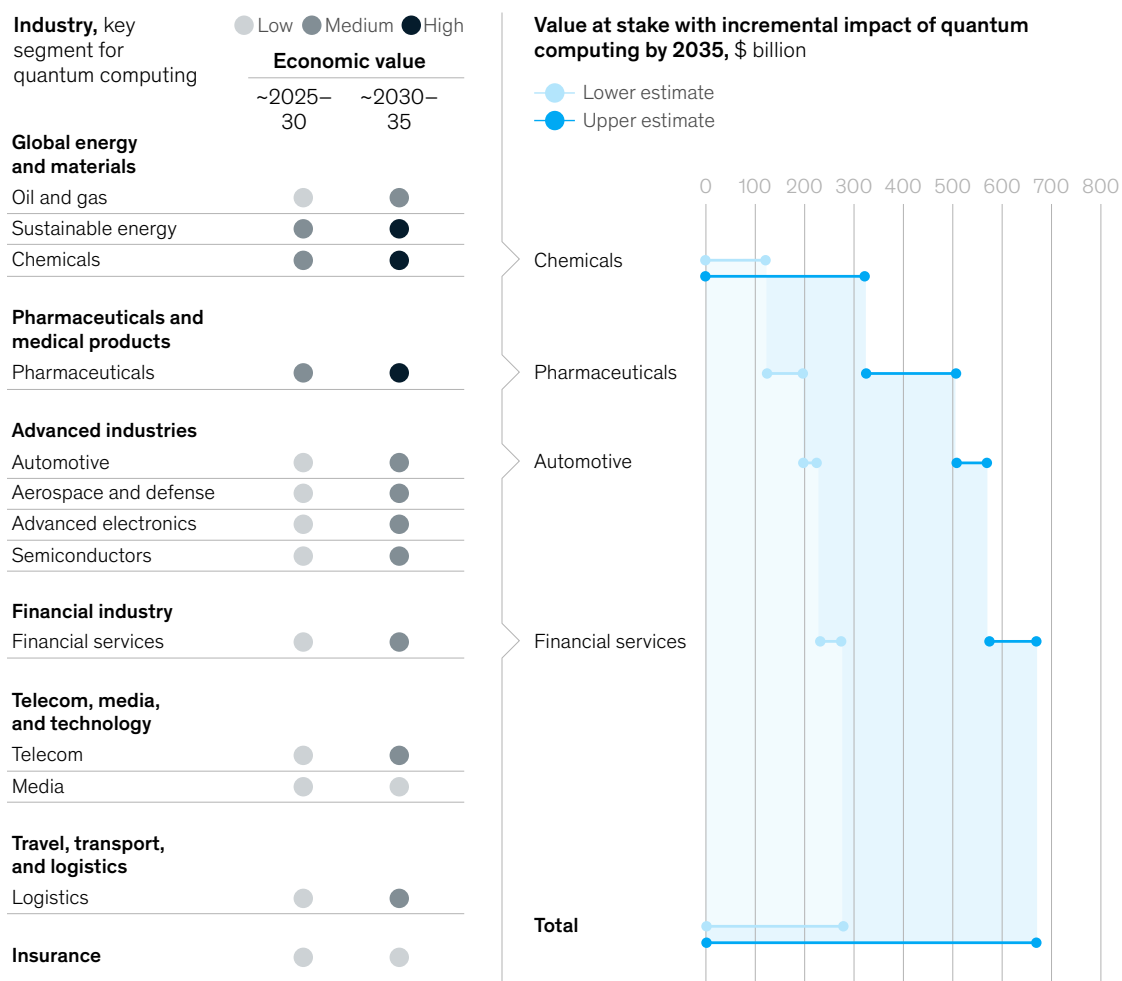 Industry, key
segment for
quantum computing
Low Medium High
Economic value
~2025–
30
~2030–
35
Global energy
and materials
Oil and gas
Sustainable energy
Chemicals
Pharmaceuticals and
medical products
Pharmaceuticals
Advanced industries
Automotive
Aerospace and defense
Advanced electronics
Semiconductors
Financial industry
Financial services
Telecom, media,
and technology
Telecom
Media
Travel, transport,
and logistics
Logistics
Insurance
Value at stake with incremental impact of quantum
computing by 2035, $ billion
Lower estimate
Upper estimate
0 100 200 300 400 500 600 700 800
Chemicals
Pharmaceuticals
Automotive
Financial services
Total